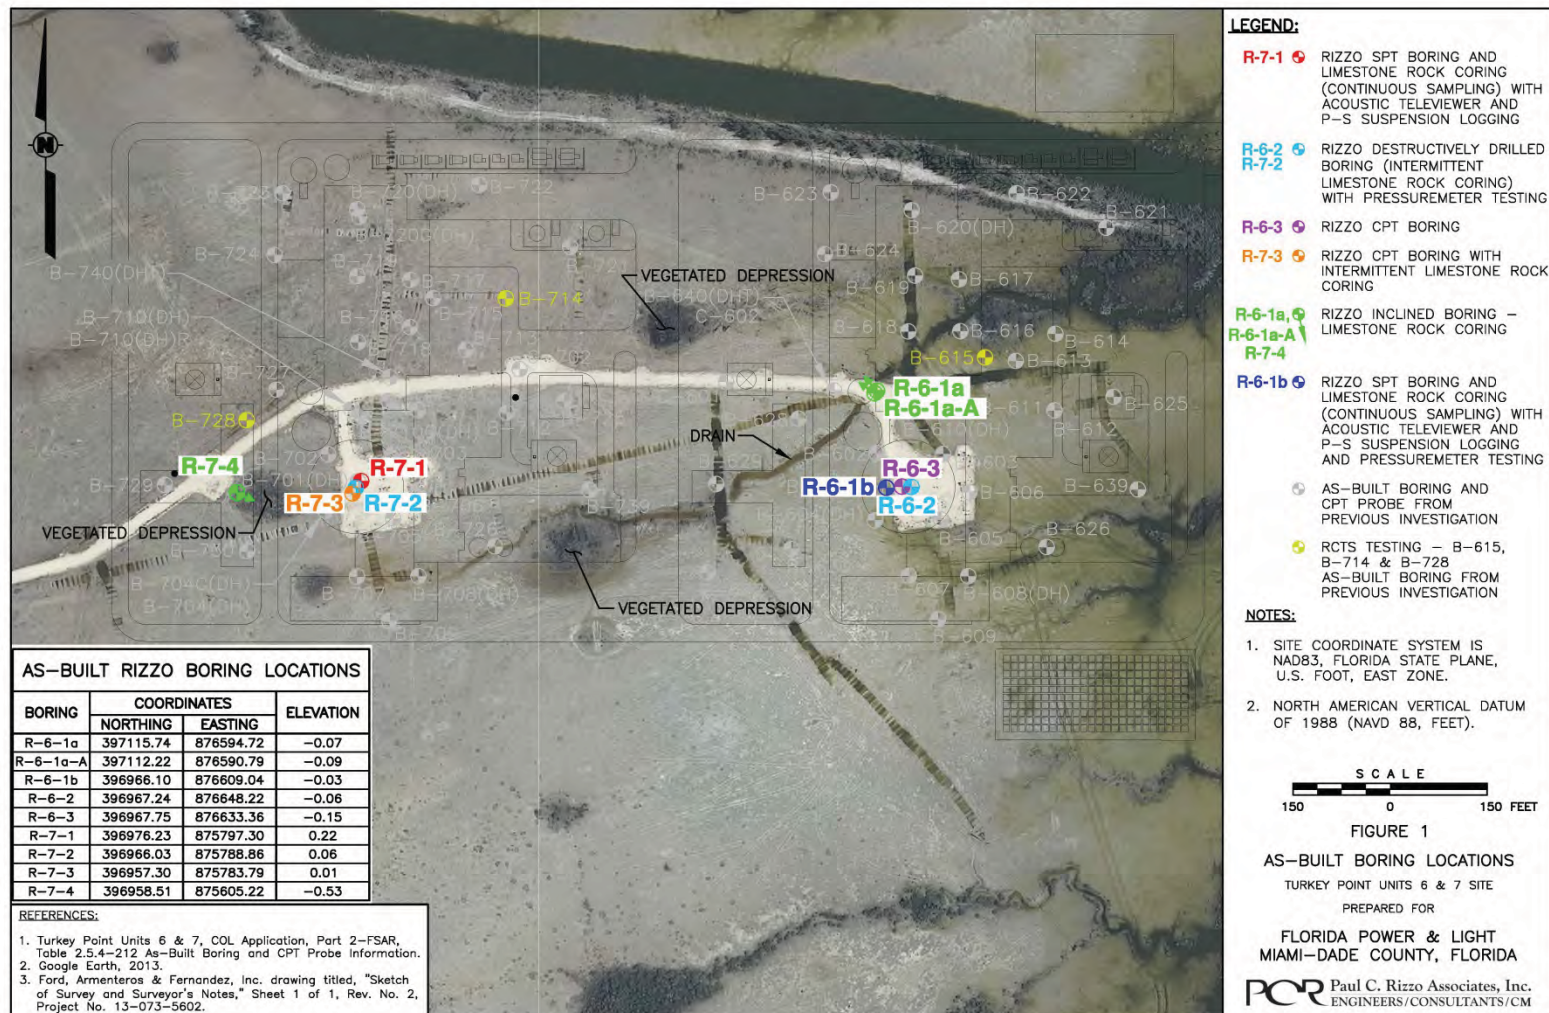 N
B-723
B-720(DH)
B-722
B-623
B-622
B-621
B-620(DH)
B-724
B-624
B-740(DH)
B-717
VEGETATED DEPRESSION
B-619
B-617
B-714
C-602
B-710(DH)
B-710(DH)R
B-718
B-618
B-616
B-614
B-615
B-613
R-6-1a
R-6-1a-A
B-611
B-625
B-612
B-728
DRAIN
B-702
R-7-4
R-7-1
B-701(DH)
B-729
R-7-3
R-7-2
R-6-3
R-6-1b
R-6-2
B-606
B-639
VEGETATED DEPRESSION
B-605
B-626
B-704C(DH)
B-704(DH)
B-707
B-708(DH)
VEGETATED DEPRESSION
B-607
B-608(DH)
B-609
AS-BUILT RIZZO BORING LOCATIONS
BORING COORDINATES ELEVATION
NORTHING EASTING
R-6-1a 397115.74 876594.72 -0.07
R-6-1a-A 397112.22 876590.79 -0.09
R-6-1b 396966.10 876609.04 -0.03
R-6-2 396967.24 876648.22 -0.06
R-6-3 396967.75 876633.36 -0.15
R-7-1 396976.23 875797.30 0.22
R-7-2 396966.03 875788.86 0.06
R-7-3 396957.30 875783.79 0.01
R-7-4 396958.51 875605.22 -0.53
REFERENCES:
1. Turkey Point Units 6 & 7, COL Application, Part 2-FSAR,
Table 2.5.4-212 As-Built Boring and CPT Probe Information.
2. Google Earth, 2013.
3. Ford, Armenteros & Fernandez, Inc. drawing titled, "Sketch
of Survey and Surveyor's Notes," Sheet 1 of 1, Rev. No. 2,
Project No. 13-073-5602.
LEGEND:
R-7-1 RIZZO SPT BORING AND
LIMESTONE ROCK CORING
(CONTINUOUS SAMPLING) WITH
ACOUSTIC TELEVIEWER AND
P-S SUSPENSION LOGGING
R-6-2 RIZZO DESTRUCTIVELY DRILLED
R-7-2 BORING (INTERMITTENT
LIMESTONE ROCK CORING)
WITH PRESSUREMETER TESTING
R-6-3 RIZZO CPT BORING
R-7-3 RIZZO CPT BORING WITH
INTERMITTENT LIMESTONE ROCK
CORING
R-6-1a, RIZZO INCLINED BORING -
R-6-1a-A LIMESTONE ROCK CORING
R-7-4
R-6-1b RIZZO SPT BORING AND
LIMESTONE ROCK CORING
(CONTINUOUS SAMPLING) WITH
ACOUSTIC TELEVIEWER AND
P-S SUSPENSION LOGGING
AND PRESSUREMETER TESTING
AS-BUILT BORING AND
CPT PROBE FROM
PREVIOUS INVESTIGATION
RCTS TESTING - B-615,
B-714 & B-728
AS-BUILT BORING FROM
PREVIOUS INVESTIGATION
NOTES:
1. SITE COORDINATE SYSTEM IS
NAD83, FLORIDA STATE PLANE,
U.S. FOOT, EAST ZONE.
2. NORTH AMERICAN VERTICAL DATUM
OF 1988 (NAVD 88, FEET).
SCALE
150 0 150 FEET
FIGURE 1
AS-BUILT BORING LOCATIONS
TURKEY POINT UNITS 6 & 7 SITE
PREPARED FOR
FLORIDA POWER & LIGHT
MIAMI-DADE COUNTY, FLORIDA
PCR Paul C. Rizzo Associates, Inc.
ENGINEERS/CONSULTANTS/CM